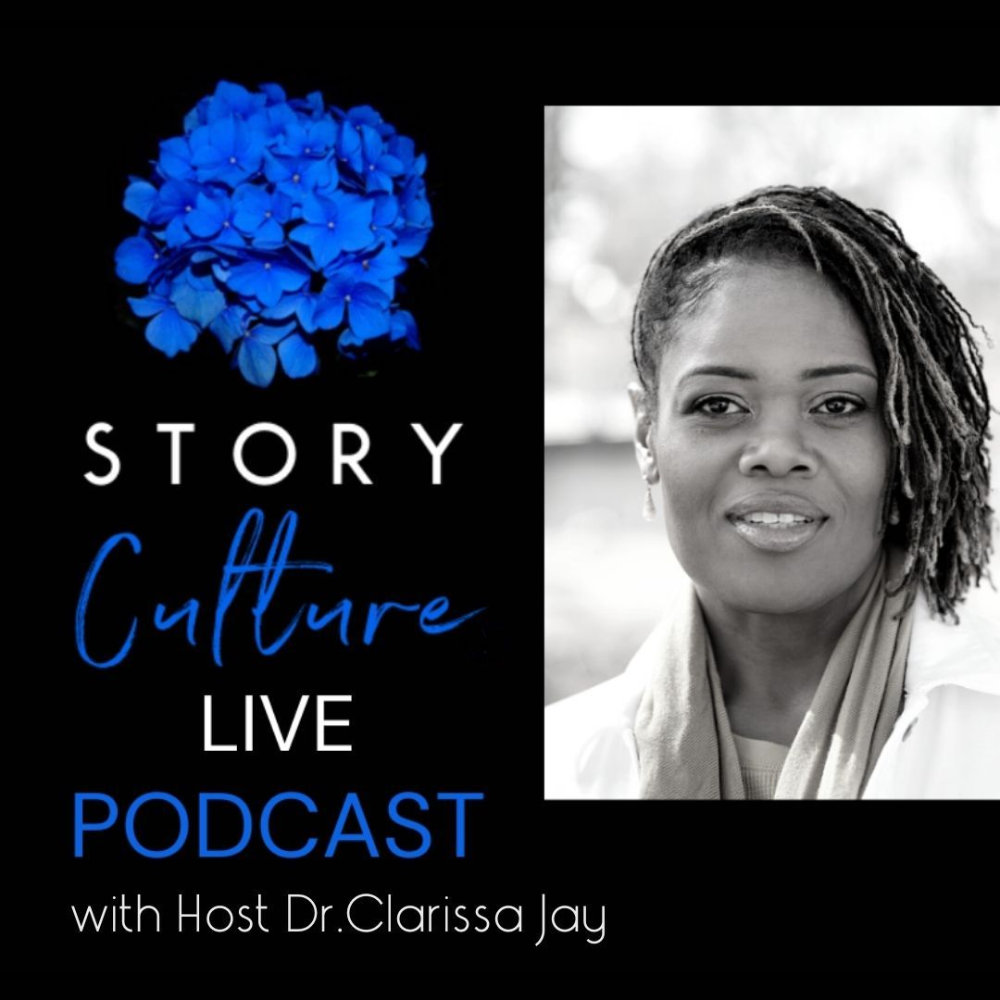 STORY
Culture
LIVE
PODCAST
with Host Dr.Clarissa Jay